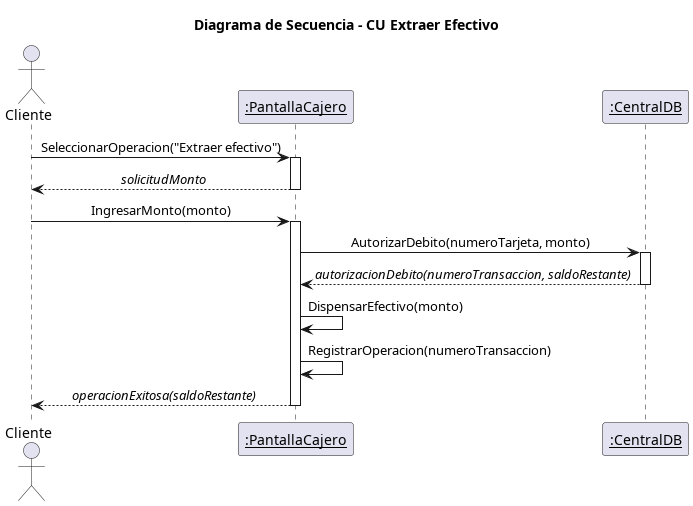 Diagrama de Secuencia - CU Extraer Efectivo
Cliente
:PantallaCajero
:CentralDB
SeleccionarOperacion("Extraer efectivo")
solicitudMonto
IngresarMonto(monto)
AutorizarDebito(numeroTarjeta, monto)
autorizacionDebito(numeroTransaccion, saldoRestante)
DispensarEfectivo(monto)
RegistrarOperacion(numeroTransaccion)
operacionExitosa(saldoRestante)
Cliente
:PantallaCajero
:CentralDB